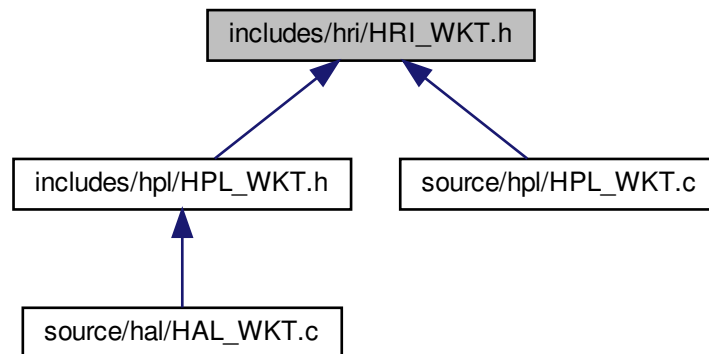 includes/hri/HRI_WKT.h
includes/hpl/HPL_WKT.h
source/hpl/HPL_WKT.c
source/hal/HAL_WKT.c